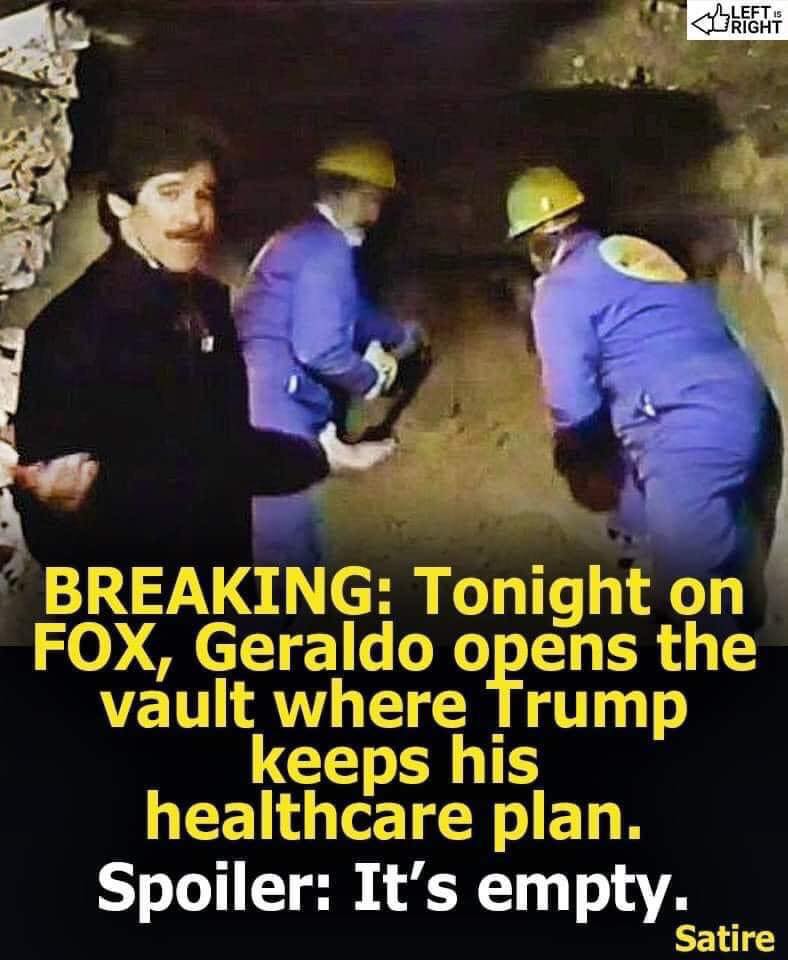 LEFT IS
RIGHT
BREAKING: Tonight on
FOX, Geraldo opens the
vault where Trump
keeps his
healthcare plan.
Spoiler: It’s empty.
Satire